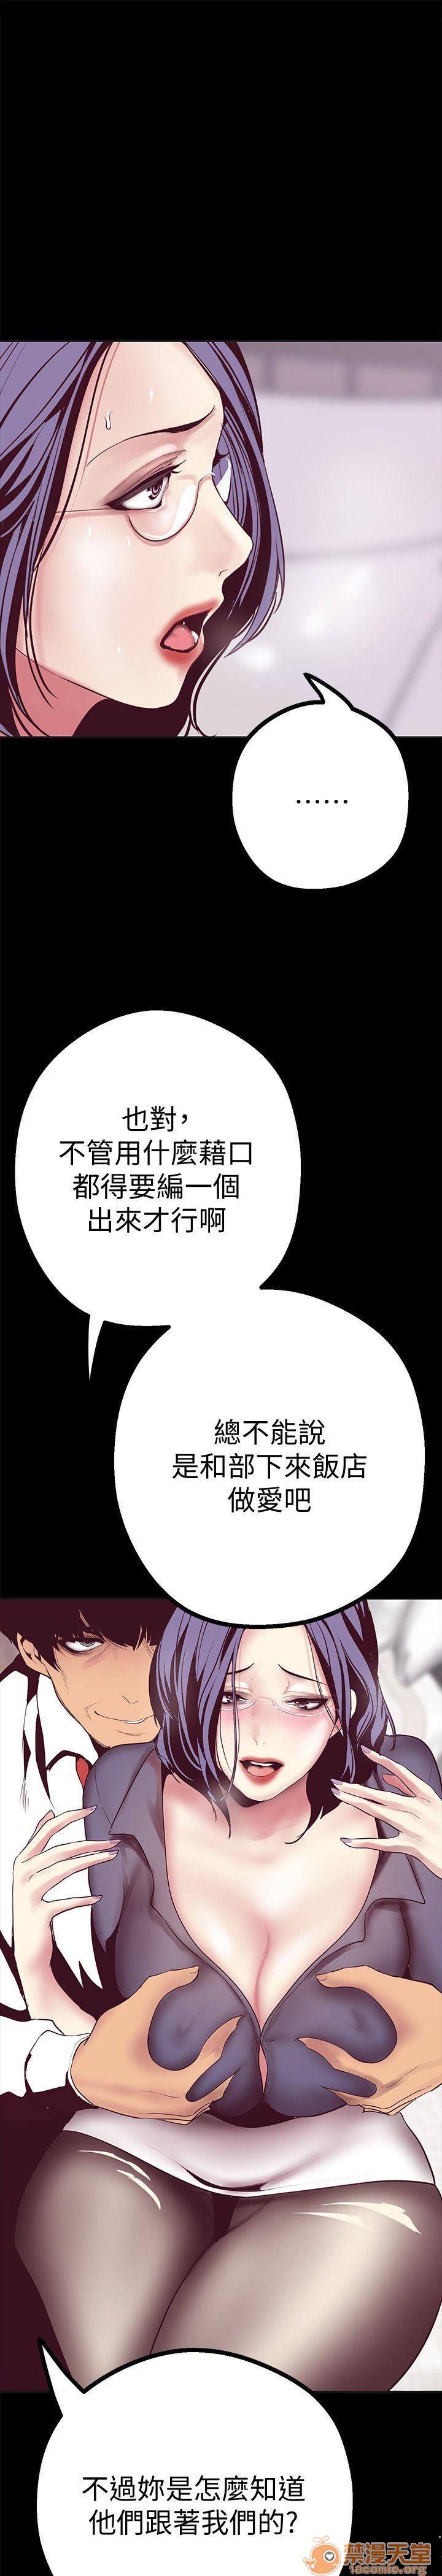 ……
也對，
不管用什麼藉口
都得要編一個
出來才行啊
總不能說
是和部下來飯店
做愛吧
不過妳是怎麼知道
他們跟著我們的?
禁漫天堂
18comic.org